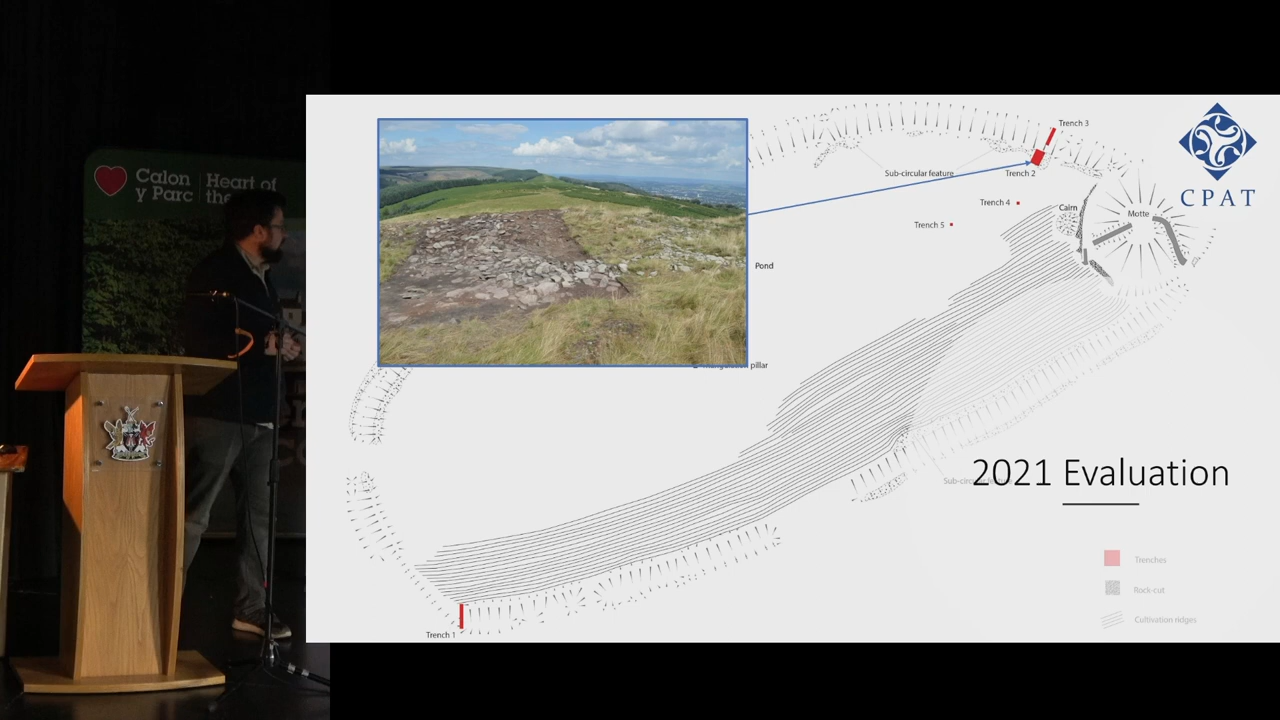 Calon
y Parc
Heart of
the
Trench 3
Sub-circular feature
Trench 2
CPAT
Trench 4
Cairn
Motte
Trench 5
Pond
pillar
2021 Evaluation
Trenches
Rock-cut
Cultivation ridges
Trench 1